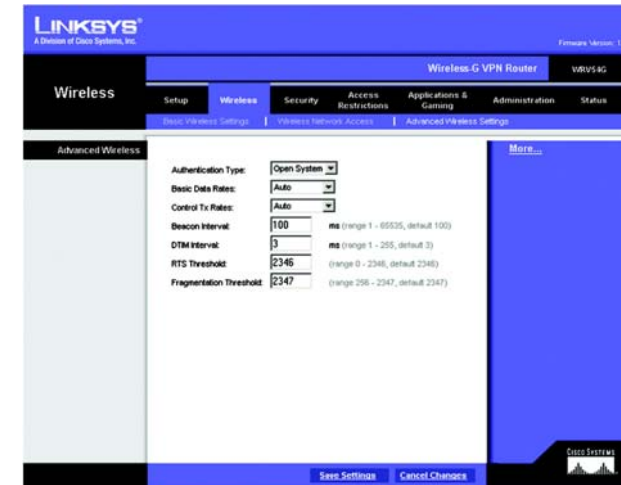 LINKSYS®
A Division of Cisco Systems, Inc.
Firmware Version: 1
Wireless-G VPN Router WRV54G
Wireless
Setup Wireless Security Access Restrictions Applications & Gaming Administration Status
Basic Wireless Settings | Wireless Network Access | Advanced Wireless Settings
Advanced Wireless
More...
Authentication Type: Open System
Basic Data Rates: Auto
Control Tx Rates: Auto
Beacon Interval: 100 ms (range 1 - 65535, default 100)
DTIM Interval: 3 ms (range 1 - 255, default 3)
RTS Threshold: 2346 (range 0 - 2346, default 2346)
Fragmentation Threshold: 2347 (range 256 - 2347, default 2347)
Save Settings Cancel Changes
CISCO SYSTEMS